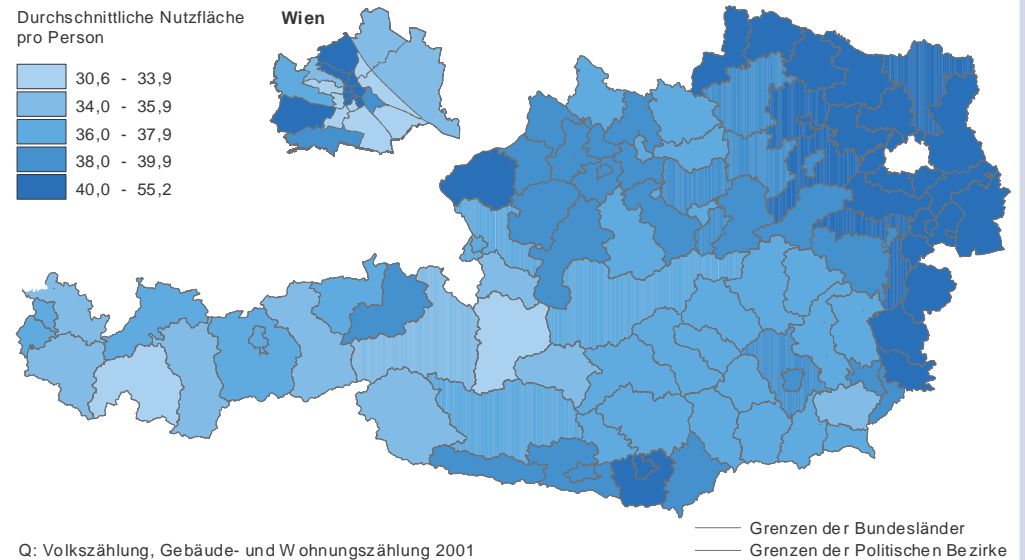 Durchschnittliche Nutzfläche
pro Person
Wien
30,6 - 33,9
34,0 - 35,9
36,0 - 37,9
38,0 - 39,9
40,0 - 55,2
Grenzen der Bundesländer
Q: Volkszählung, Gebäude- und Wohnungszählung 2001
Grenzen der Politischen Bezirke